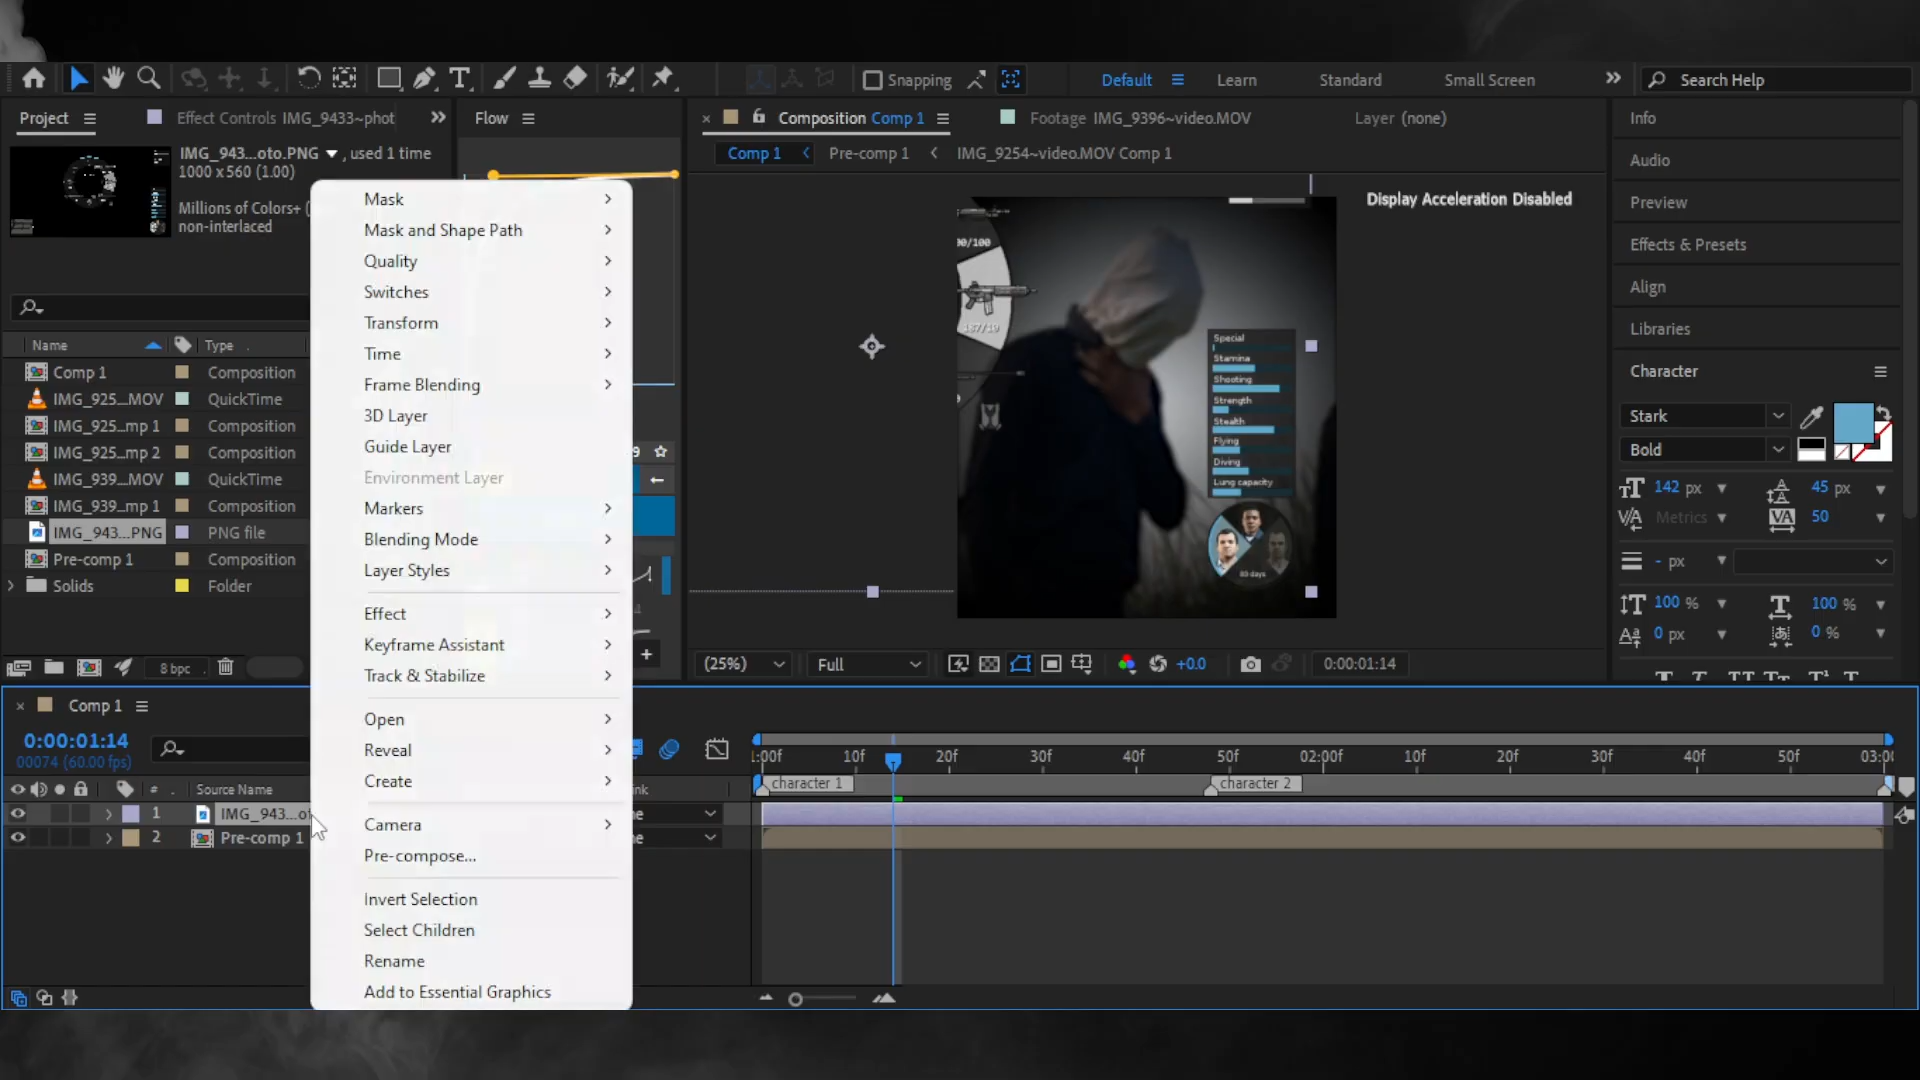 Snapping
Default
Learn
Standard
Small Screen
Search Help
Project
Effect Controls IMG_9433~phot
Flow
Composition Comp 1
Footage IMG_9396~video.MOV
Layer (none)
IMG_943...oto.PNG , used 1 time
1000 x 560 (1.00)
Millions of Colors+ (
non-interlaced
Comp 1
Pre-comp 1
IMG_9254~video.MOV Comp 1
Display Acceleration Disabled
Name
Type
Comp 1 Composition
IMG_925...MOV QuickTime
IMG_925...mp 1 Composition
IMG_925...mp 2 Composition
IMG_939...MOV QuickTime
IMG_939...mp 1 Composition
IMG_943...PNG PNG file
Pre-comp 1 Composition
Solids Folder
8 bpc
Mask
Mask and Shape Path
Quality
Switches
Transform
Time
Frame Blending
3D Layer
Guide Layer
Environment Layer
Markers
Blending Mode
Layer Styles
Effect
Keyframe Assistant
Track & Stabilize
Open
Reveal
Create
Camera
Pre-compose...
Invert Selection
Select Children
Rename
Add to Essential Graphics
Special
Stamina
Shooting
Strength
Stealth
Flying
Diving
Lung capacity
(25%)
Full
+0.0
0:00:01:14
Info
Audio
Preview
Effects & Presets
Align
Libraries
Character
Stark
Bold
142 px
45 px
Metrics
50
- px
100 %
100 %
0 px
0 %
Comp 1
0:00:01:14
00074 (60.00 fps)
# Source Name
1 IMG_943...ot
2 Pre-comp 1
1:00f 10f 20f 30f 40f 50f 02:00f 10f 20f 30f 40f 50f 03:00
character 1
character 2